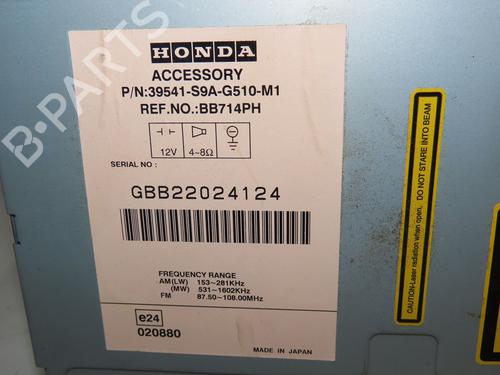 HONDA
ACCESSORY
P/N:39541-S9A-G510-M1
REF.NO.:BB714PH
12V
4~8Ω
SERIAL NO :
GBB22024124
FREQUENCY RANGE
AM(LW) 153~281KHz
(MW) 531~1602KHz
FM 87.50~108.00MHz
e24
020880
MADE IN JAPAN
CAUTION-Laser radiation when open,
DO NOT STARE INTO BEAM
B-PARTS